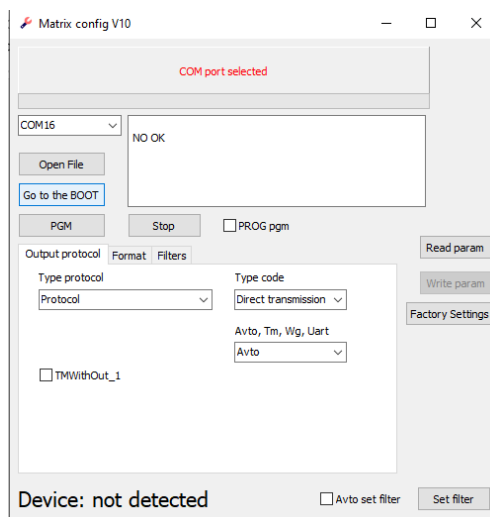 Matrix config V10
COM port selected
COM16
NO OK
Open File
Go to the BOOT
PGM
Stop
PROG pgm
Output protocol
Format
Filters
Read param
Write param
Factory Settings
Type protocol
Type code
Protocol
Direct transmission
Avto, Tm, Wg, Uart
Avto
TMWithOut_1
Device: not detected
Avto set filter
Set filter